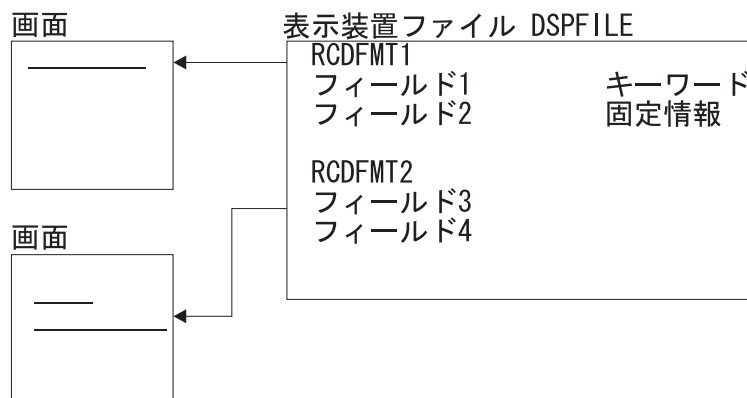 画面
表示装置ファイル DSPFILE
RCDFMT1
フィールド1 キーワード
フィールド2 固定情報
RCDFMT2
フィールド3
フィールド4
画面